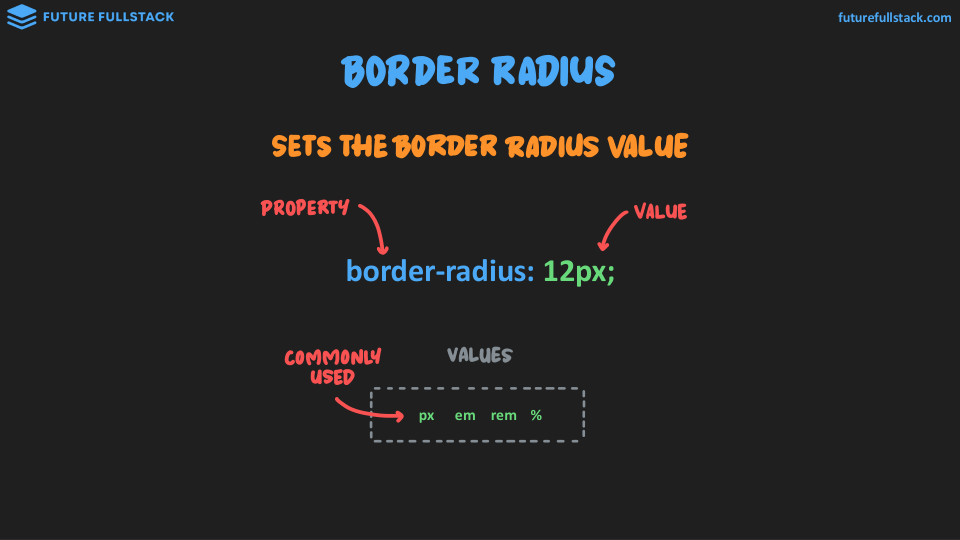 FUTURE FULLSTACK
futurefullstack.com
BORDER RADIUS
SETS THE BORDER RADIUS VALUE
PROPERTY
VALUE
border-radius: 12px;
COMMONLY
USED
VALUES
px em rem %